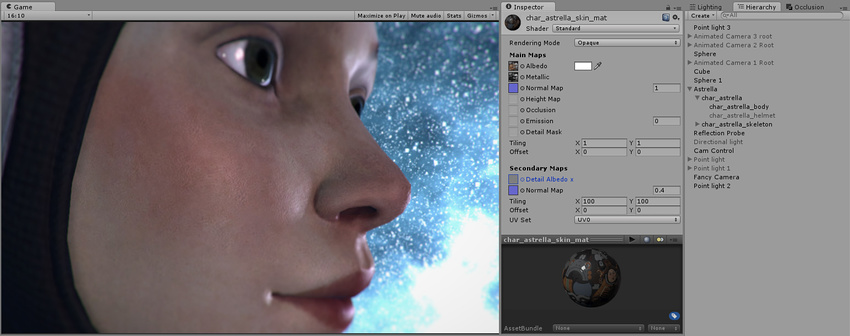 Game
16:10
Maximize on Play Mute audio Stats Gizmos
Inspector
char_astrella_skin_mat
Shader Standard
Rendering Mode Opaque
Main Maps
Albedo
Metallic
Normal Map 1
Height Map
Occlusion
Emission 0
Detail Mask
Tiling X 1 Y 1
Offset X 0 Y 0
Secondary Maps
Detail Albedo x
Normal Map 0.4
Tiling X 100 Y 100
Offset X 0 Y 0
UV Set UV0
char_astrella_skin_mat
AssetBundle None None
Lighting Hierarchy Occlusion
Create All
Point light 3
Animated Camera 3 root
Animated Camera 2 Root
Sphere
Animated Camera 1 Root
Cube
Sphere 1
Astrella
char_astrella
char_astrella_body
char_astrella_helmet
char_astrella_skeleton
Reflection Probe
Directional light
Cam Control
Point light
Point light 1
Fancy Camera
Point light 2